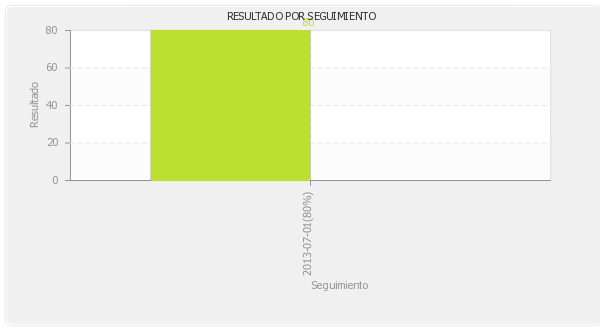 RESULTADO POR SEGUIMIENTO
80
80
60
40
20
0
Resultado
2013-07-01(80%)
Seguimiento